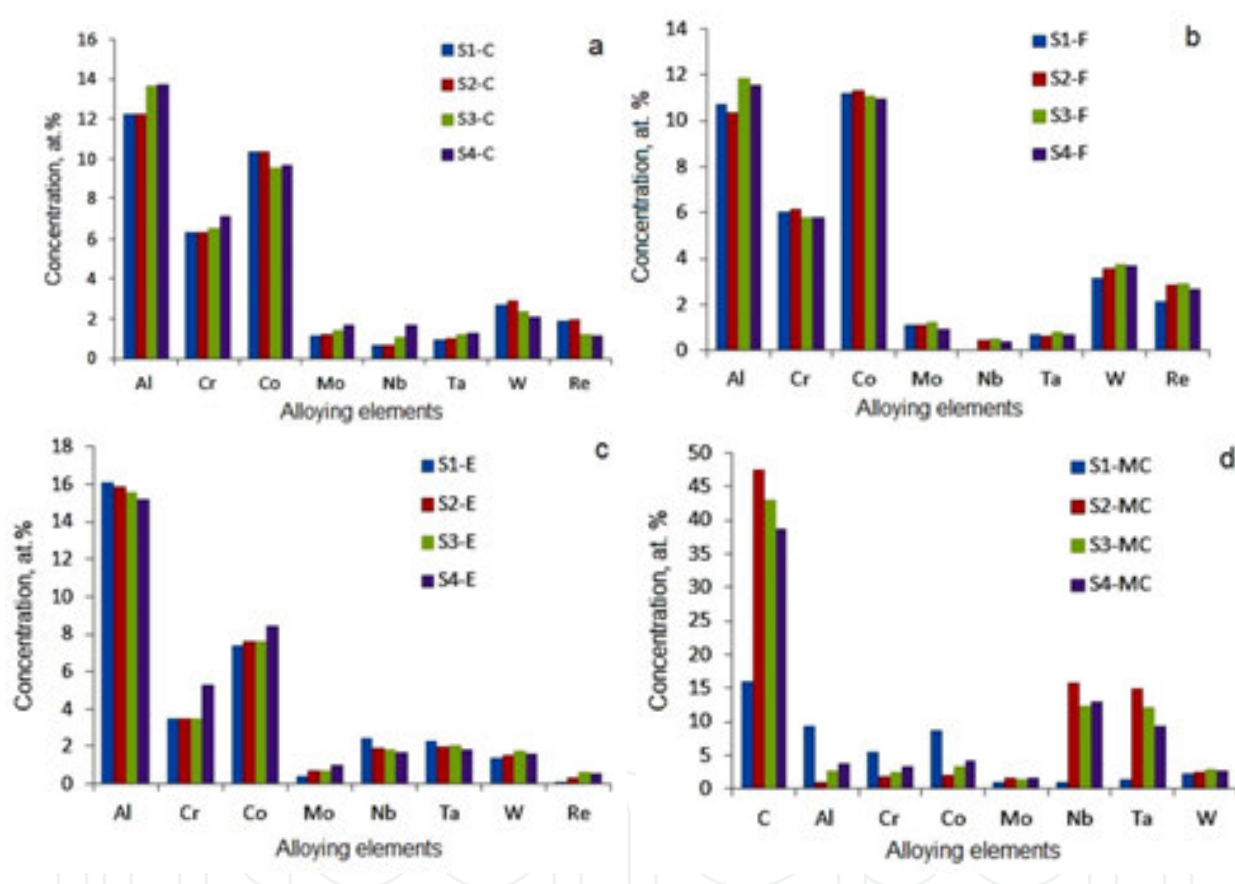 a
16
14
12
10
8
6
4
2
0
Concentration, at.%
S1-C
S2-C
S3-C
S4-C
Al Cr Co Mo Nb Ta W Re
Alloying elements
b
14
12
10
8
6
4
2
0
Concentration, at. %
S1-F
S2-F
S3-F
S4-F
Al Cr Co Mo Nb Ta W Re
Alloying elements
c
18
16
14
12
10
8
6
4
2
0
Concentration, at. %
S1-E
S2-E
S3-E
S4-E
Al Cr Co Mo Nb Ta W Re
Alloying elements
d
50
45
40
35
30
25
20
15
10
5
0
Concentration, at. %
S1-MC
S2-MC
S3-MC
S4-MC
C Al Cr Co Mo Nb Ta W
Alloying elements